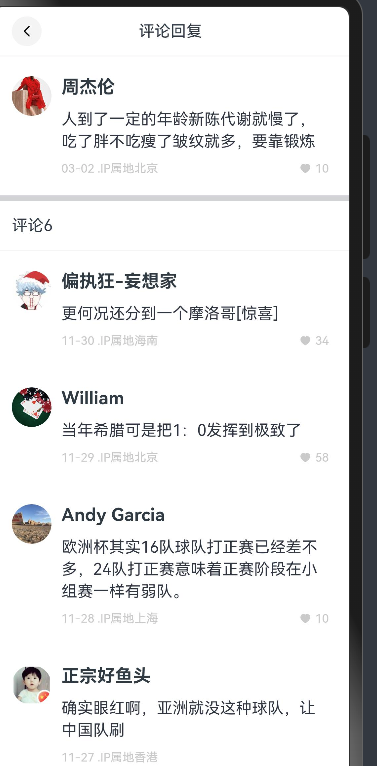 评论回复
周杰伦
人到了一定的年龄新陈代谢就慢了，
吃了胖不吃瘦了皱纹就多，要靠锻炼
03-02 .IP属地北京 10
评论6
偏执狂-妄想家
更何况还分到一个摩洛哥[惊喜]
11-30 .IP属地海南 34
William
当年希腊可是把1：0发挥到极致了
11-29 .IP属地北京 58
Andy Garcia
欧洲杯其实16队球队打正赛已经差不
多，24队打正赛意味着正赛阶段在小
组赛一样有弱队。
11-28 .IP属地上海 10
正宗好鱼头
确实眼红啊，亚洲就没这种球队，让
中国队刷
11-27 .IP属地香港